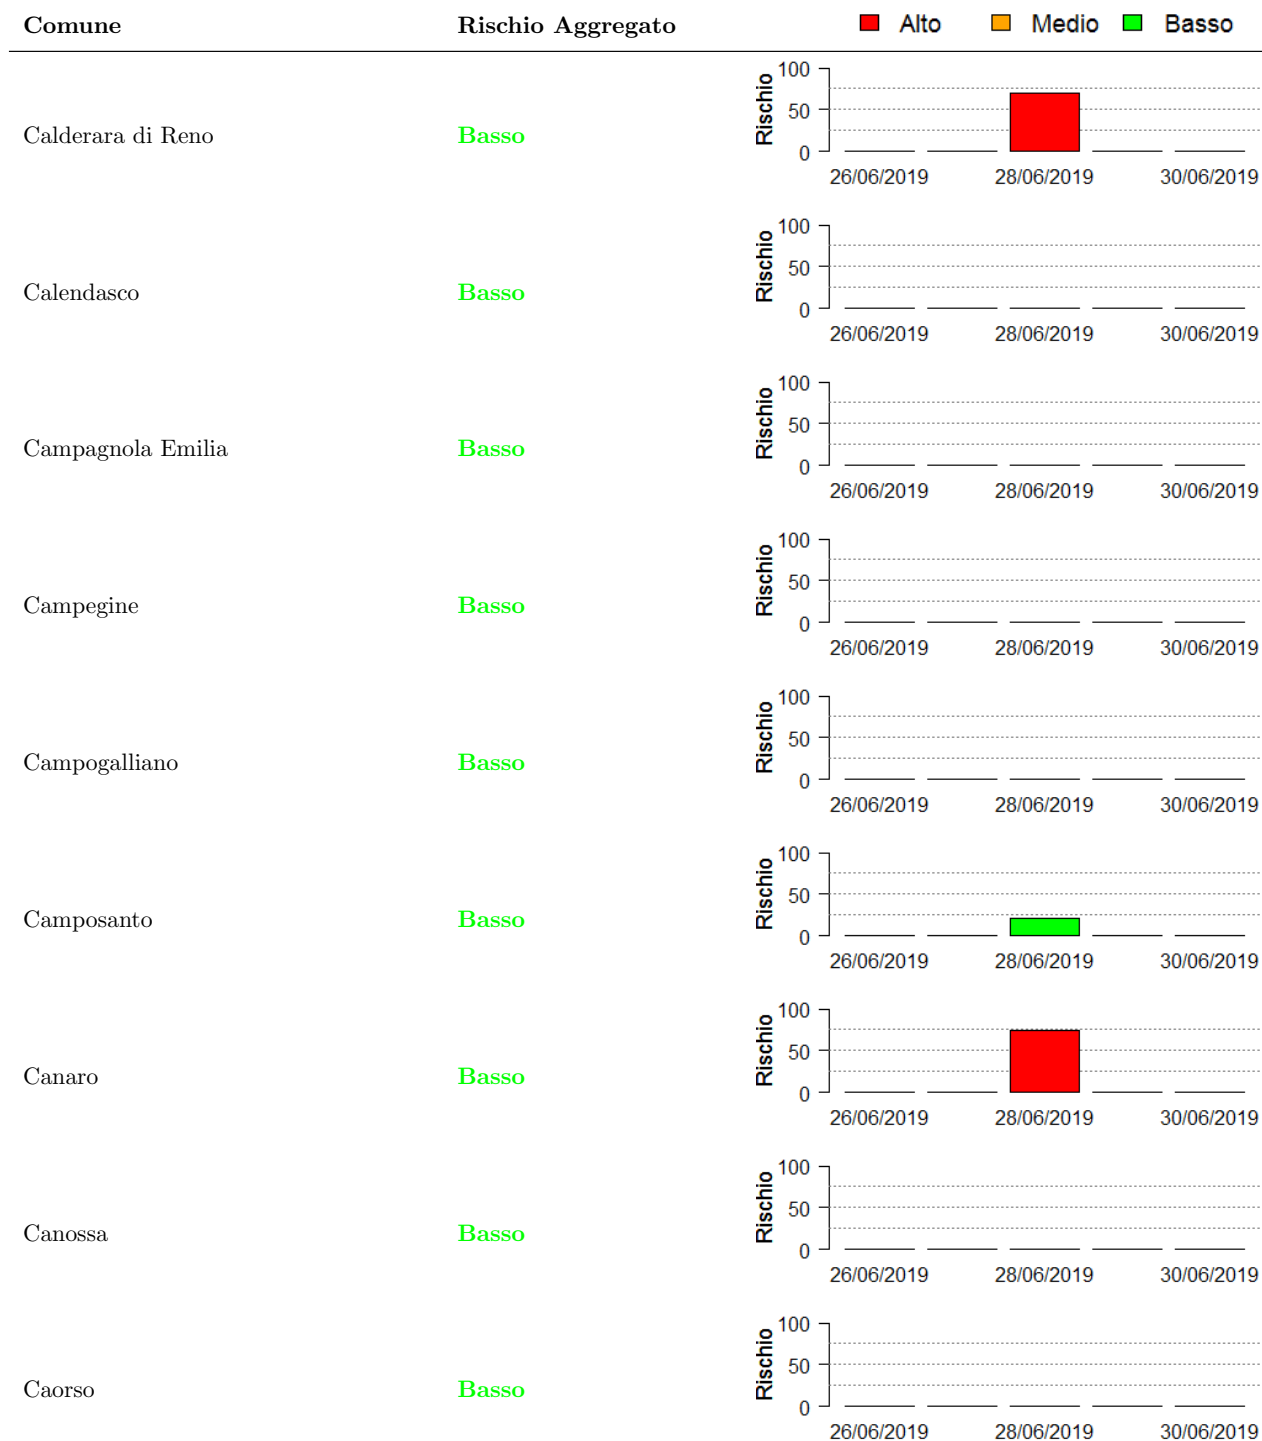 Comune Rischio Aggregato Alto Medio Basso
Calderara di Reno Basso Rischio 100 50 0
26/06/2019 28/06/2019 30/06/2019
Calendasco Basso Rischio 100 50 0
26/06/2019 28/06/2019 30/06/2019
Campagnola Emilia Basso Rischio 100 50 0
26/06/2019 28/06/2019 30/06/2019
Campegine Basso Rischio 100 50 0
26/06/2019 28/06/2019 30/06/2019
Campogalliano Basso Rischio 100 50 0
26/06/2019 28/06/2019 30/06/2019
Camposanto Basso Rischio 100 50 0
26/06/2019 28/06/2019 30/06/2019
Canaro Basso Rischio 100 50 0
26/06/2019 28/06/2019 30/06/2019
Canossa Basso Rischio 100 50 0
26/06/2019 28/06/2019 30/06/2019
Caorso Basso Rischio 100 50 0
26/06/2019 28/06/2019 30/06/2019